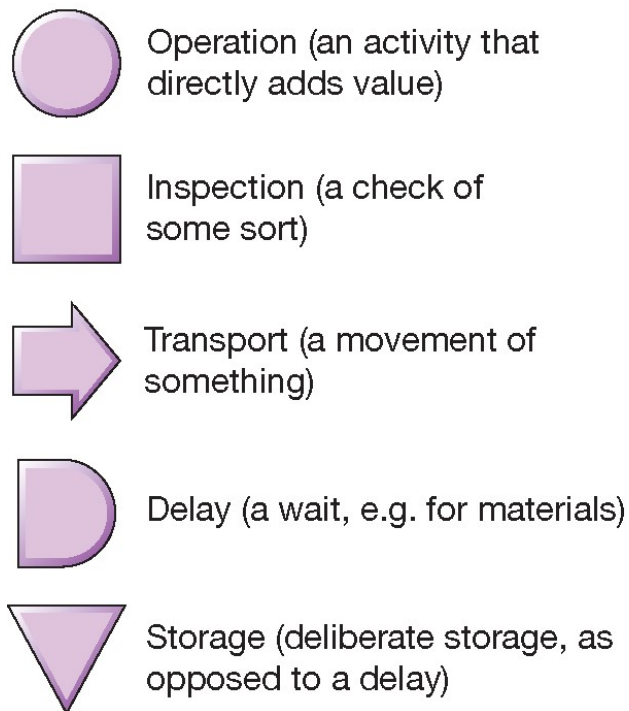 Operation (an activity that
directly adds value)
Inspection (a check of
some sort)
Transport (a movement of
something)
Delay (a wait, e.g. for materials)
Storage (deliberate storage, as
opposed to a delay)